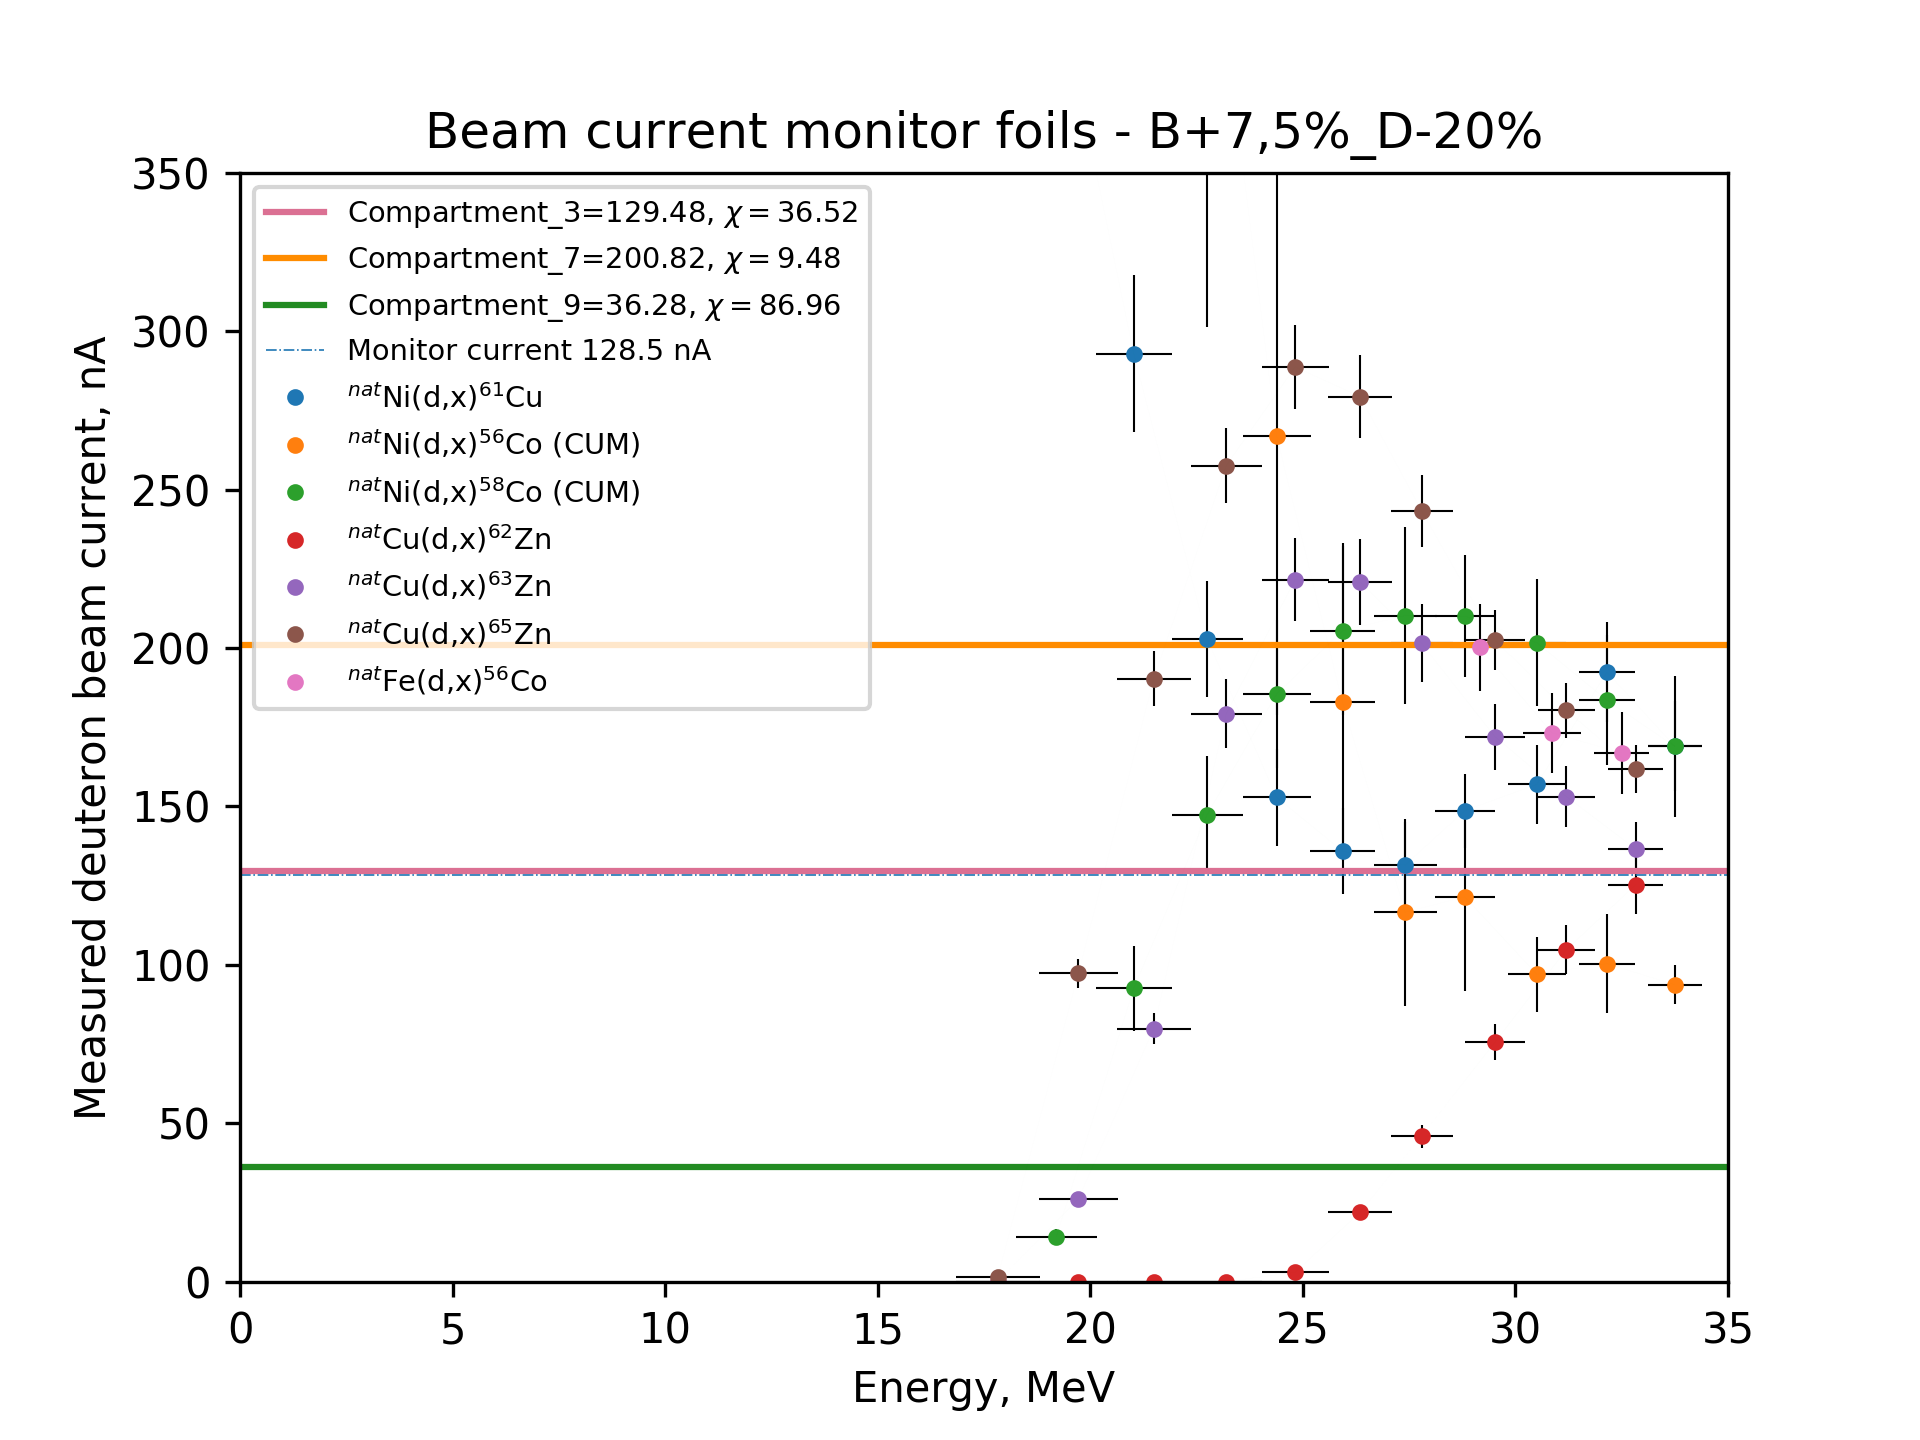 Beam current monitor foils - B+7,5%_D-20%
Measured deuteron beam current, nA
350
300
250
200
150
100
50
0
Compartment_3=129.48, χ = 36.52
Compartment_7=200.82, χ = 9.48
Compartment_9=36.28, χ = 86.96
Monitor current 128.5 nA
natNi(d,x)61Cu
natNi(d,x)56Co (CUM)
natNi(d,x)58Co (CUM)
natCu(d,x)62Zn
natCu(d,x)63Zn
natCu(d,x)65Zn
natFe(d,x)56Co
0 5 10 15 20 25 30 35
Energy, MeV